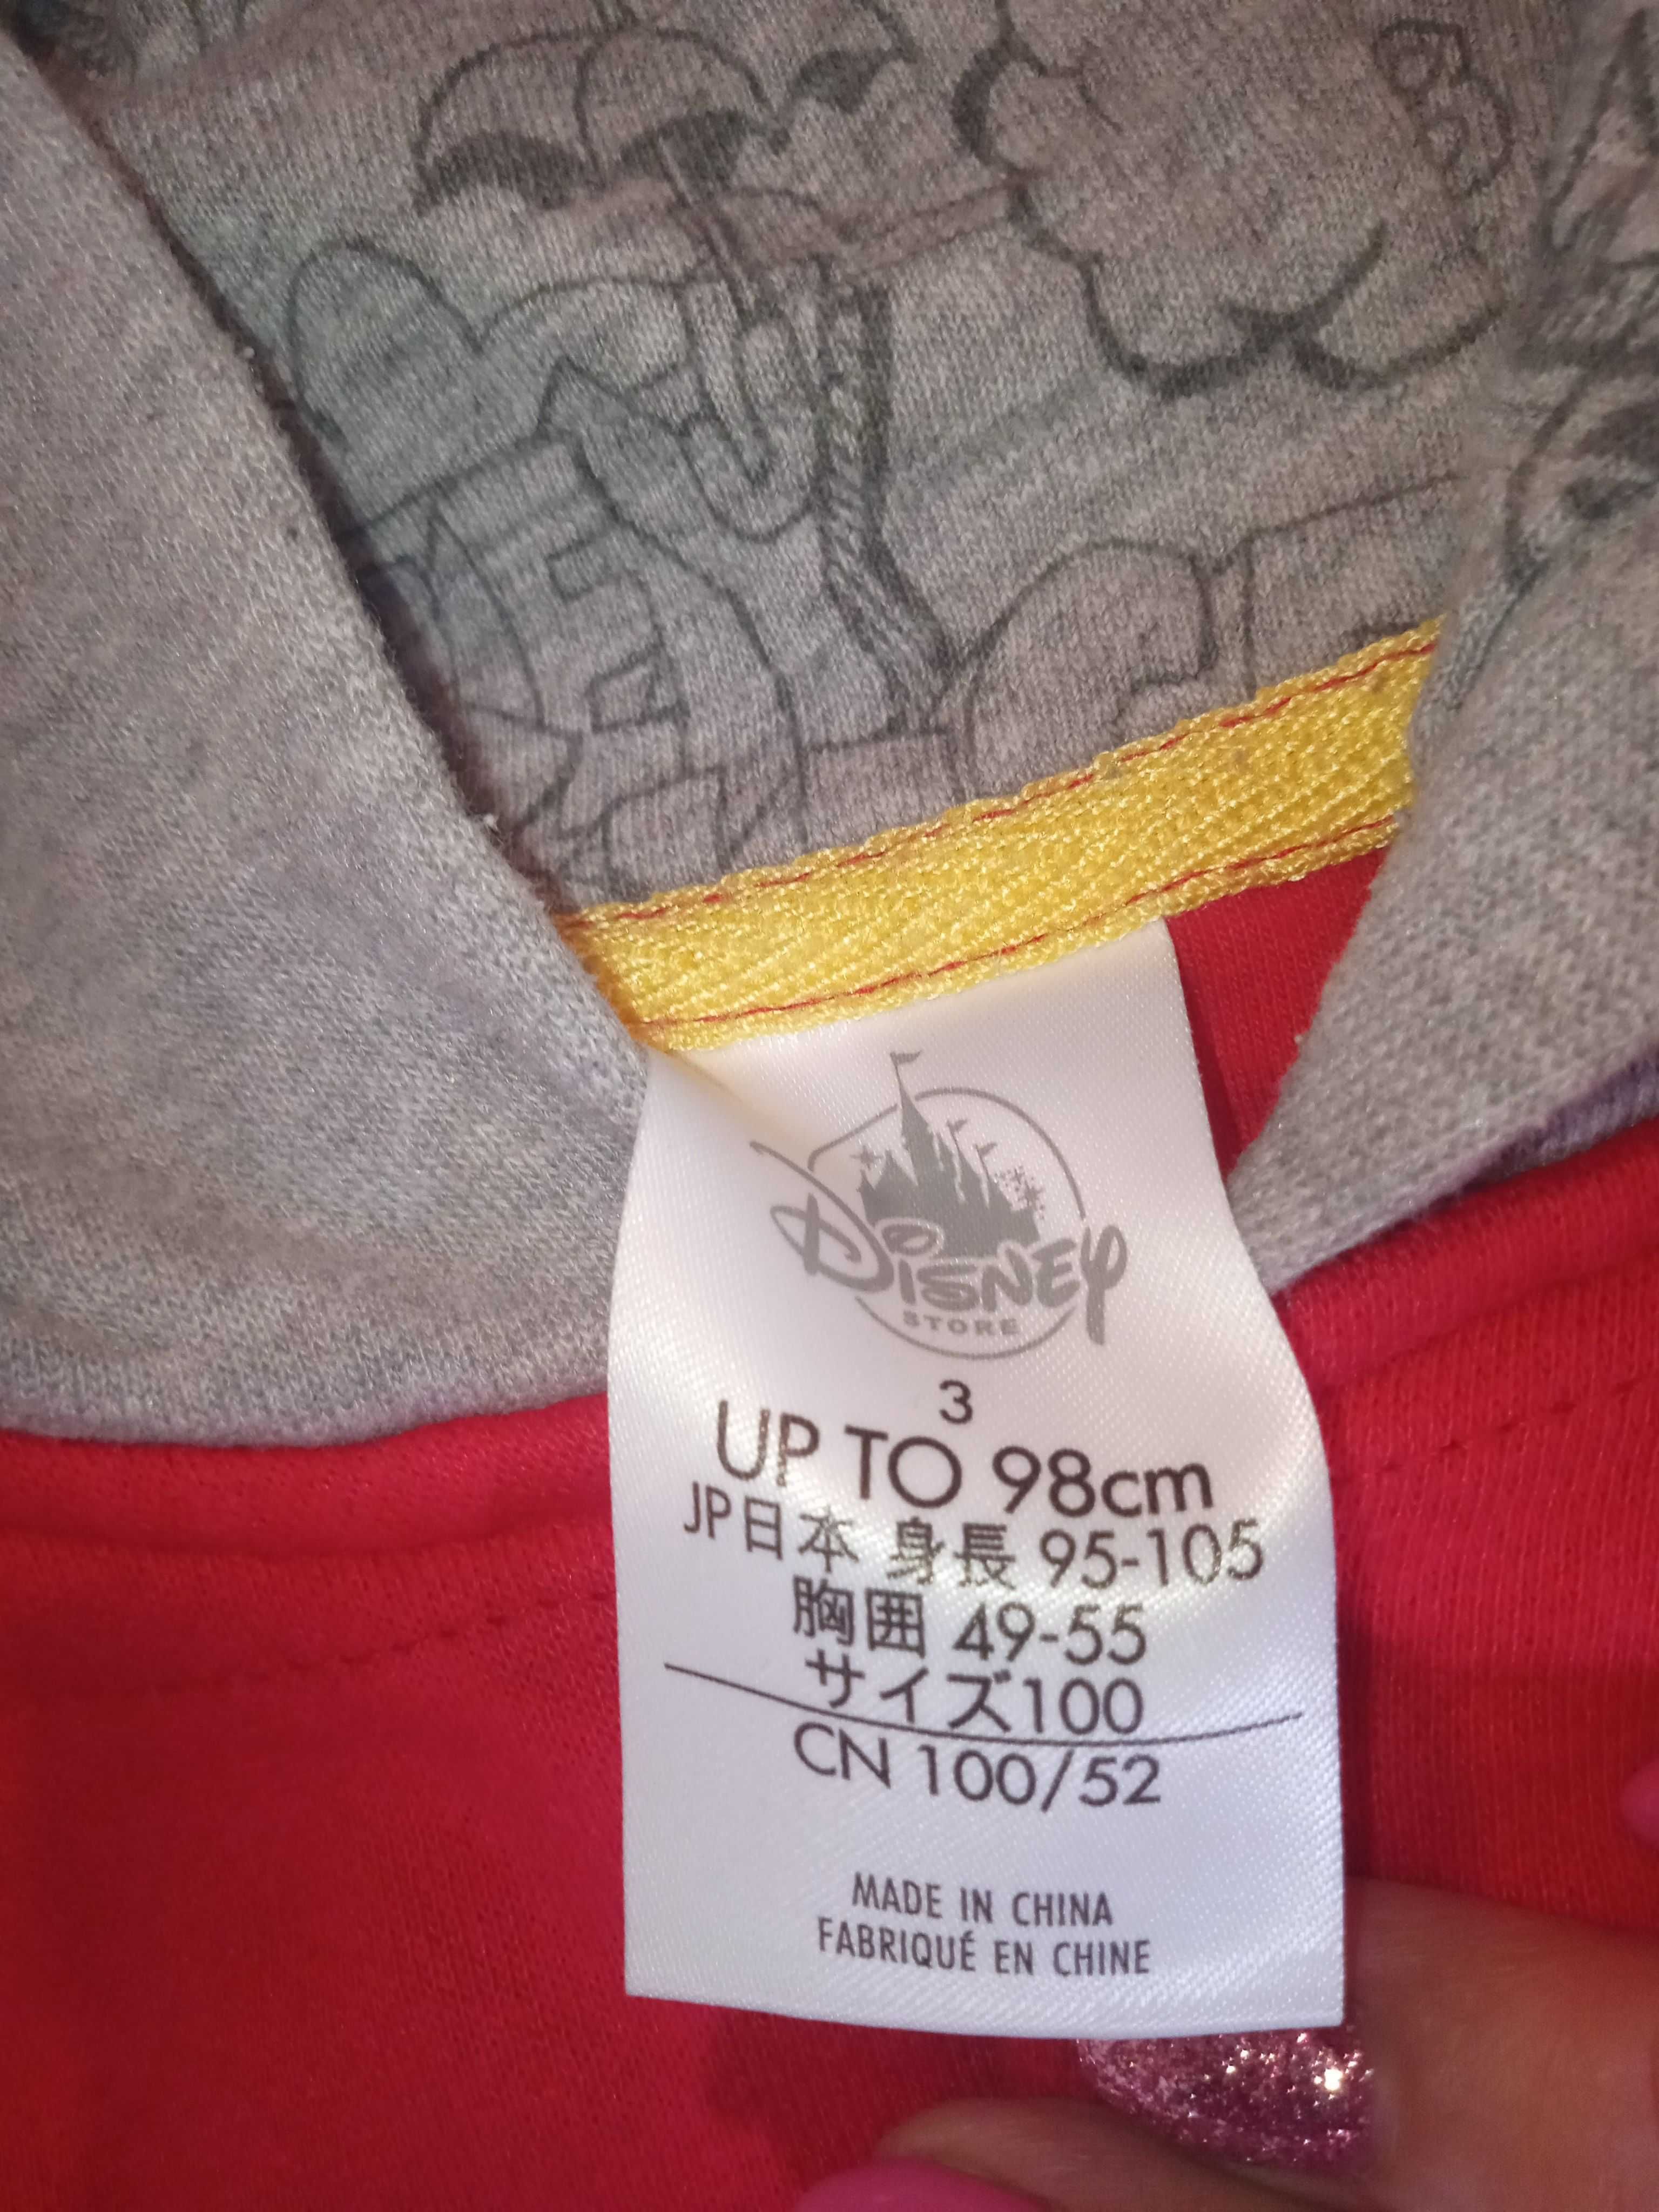 DISNEY
STORE
3
UP TO 98cm
JP日本 身長 95-105
胸囲 49-55
サイズ100
CN 100/52
MADE IN CHINA
FABRIQUÉ EN CHINE